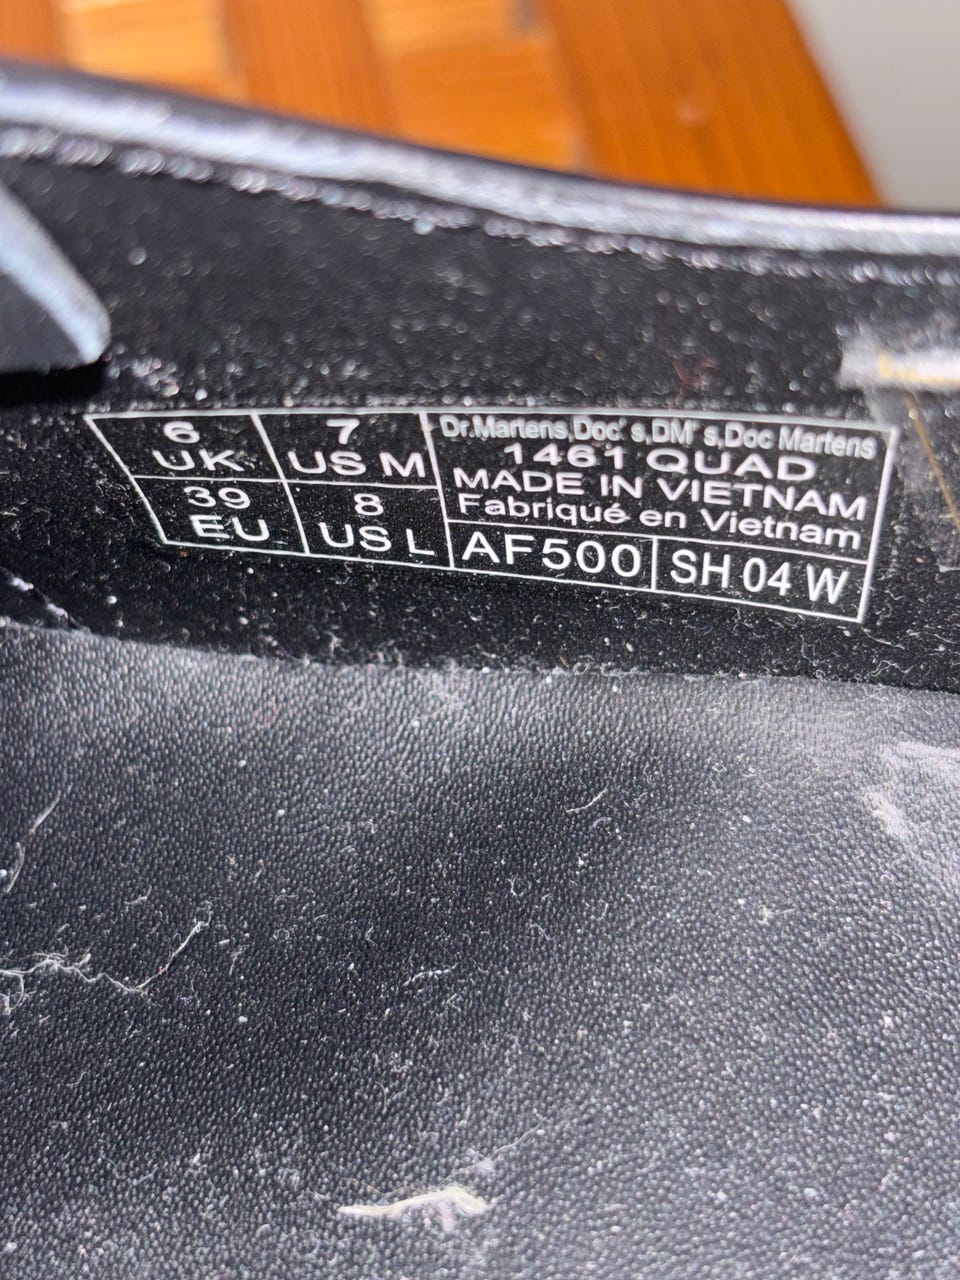 6
UK
7
US M
39
EU
8
US L
Dr.Martens,Doc' s,DM' s,Doc Martens
1461 QUAD
MADE IN VIETNAM
Fabriqué en Vietnam
AF500
SH 04 W